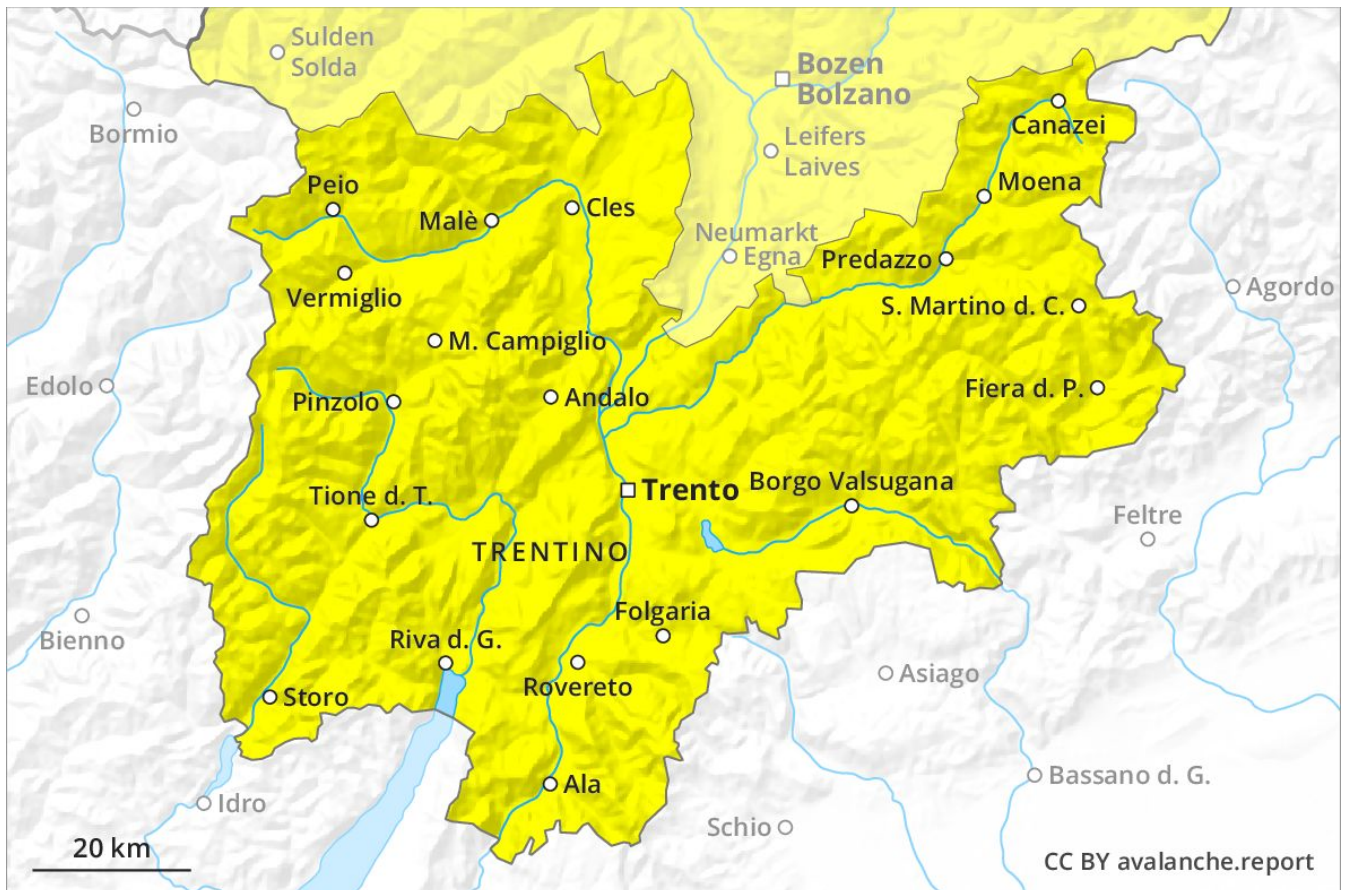 Sulden
Solda
Bozen
Bolzano
Bormio
Canazei
Leifers
Laives
Peio
Moena
Malè
Cles
Neumarkt
Egna
Predazzo
Vermiglio
Agordo
S. Martino d. C.
M. Campiglio
Edolo
Pinzolo
Andalo
Fiera d. P.
Tione d. T.
Trento
Borgo Valsugana
Feltre
TRENTINO
Folgaria
Bienno
Riva d. G.
Asiago
Rovereto
Storo
Bassano d. G.
Ala
Idro
Schio
20 km
CC BY avalanche.report